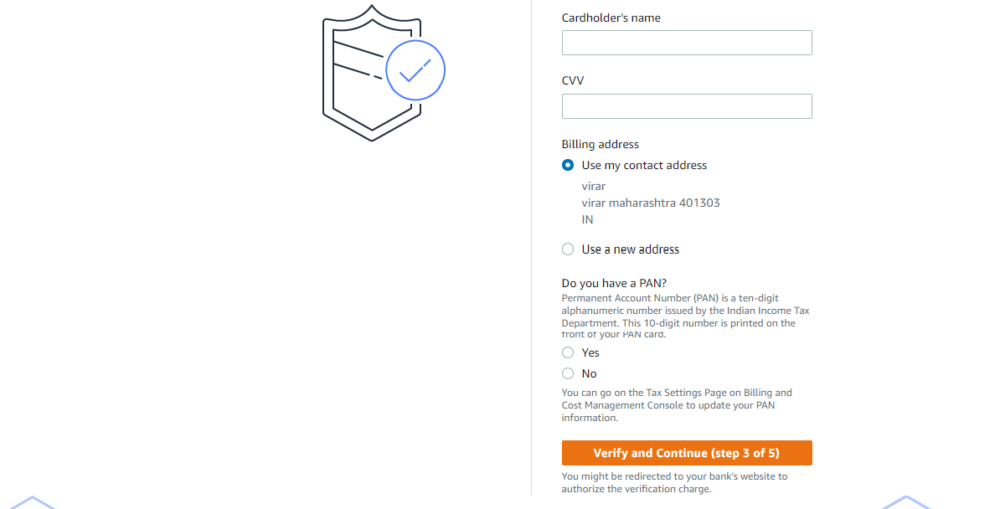 Cardholder's name
CVV
Billing address
Use my contact address
virar
virar maharashtra 401303
IN
Use a new address
Do you have a PAN?
Permanent Account Number (PAN) is a ten-digit
alphanumeric number issued by the Indian Income Tax
Department. This 10-digit number is printed on the
front of your PAN card.
Yes
No
You can go on the Tax Settings Page on Billing and
Cost Management Console to update your PAN
information.
Verify and Continue (step 3 of 5)
You might be redirected to your bank's website to
authorize the verification charge.